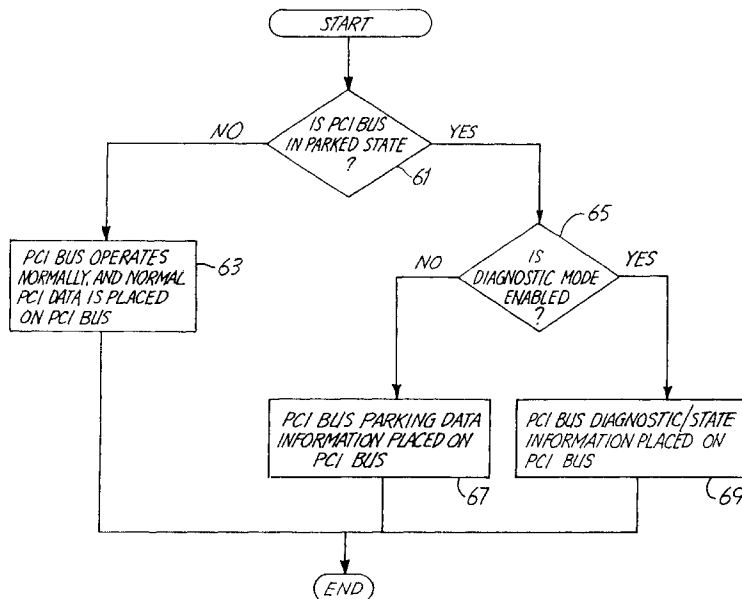 START
IS PCI BUS
IN PARKED STATE
?
NO
YES
61
65
PCI BUS OPERATES
NORMALLY, AND NORMAL
PCI DATA IS PLACED
ON PCI BUS
63
IS
DIAGNOSTIC MODE
ENABLED
?
NO
YES
PCI BUS PARKING DATA
INFORMATION PLACED ON
PCI BUS
67
PCI BUS DIAGNOSTIC/STATE
INFORMATION PLACED ON
PCI BUS
69
END